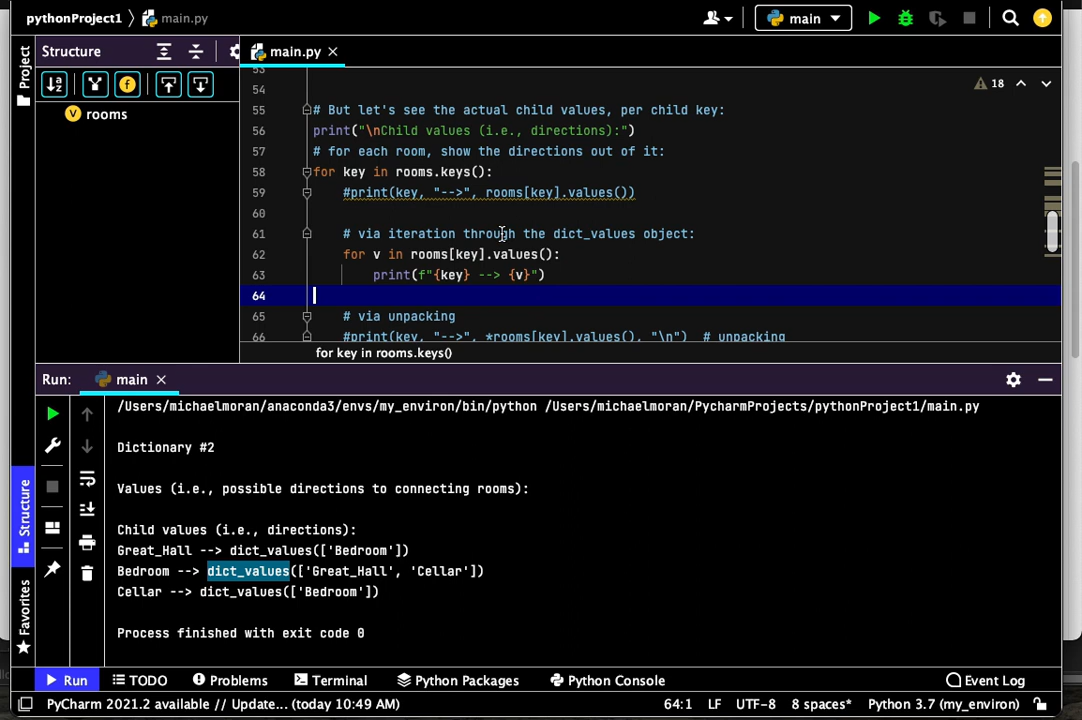 pythonProject1 〉 main.py
main
Structure
main.py ×
Project
rooms
18
53
54
55 # But let's see the actual child values, per child key:
56 print("\nChild values (i.e., directions):")
57 # for each room, show the directions out of it:
58 for key in rooms.keys():
59 #print(key, "-->", rooms[key].values())
60
61 # via iteration through the dict_values object:
62 for v in rooms[key].values():
63 print(f"{key} --> {v}")
64
65 # via unpacking
66 #print(key, "-->", *rooms[key].values(), "\n") # unpacking
for key in rooms.keys()
Run: main ×
/Users/michaelmoran/anaconda3/envs/my_environ/bin/python /Users/michaelmoran/PycharmProjects/pythonProject1/main.py
Dictionary #2
Values (i.e., possible directions to connecting rooms):
Child values (i.e., directions):
Great_Hall --> dict_values(['Bedroom'])
Bedroom --> dict_values(['Great_Hall', 'Cellar'])
Cellar --> dict_values(['Bedroom'])
Process finished with exit code 0
Structure
Favorites
Run TODO Problems Terminal Python Packages Python Console Event Log
PyCharm 2021.2 available // Update... (today 10:49 AM) 64:1 LF UTF-8 8 spaces* Python 3.7 (my_environ)